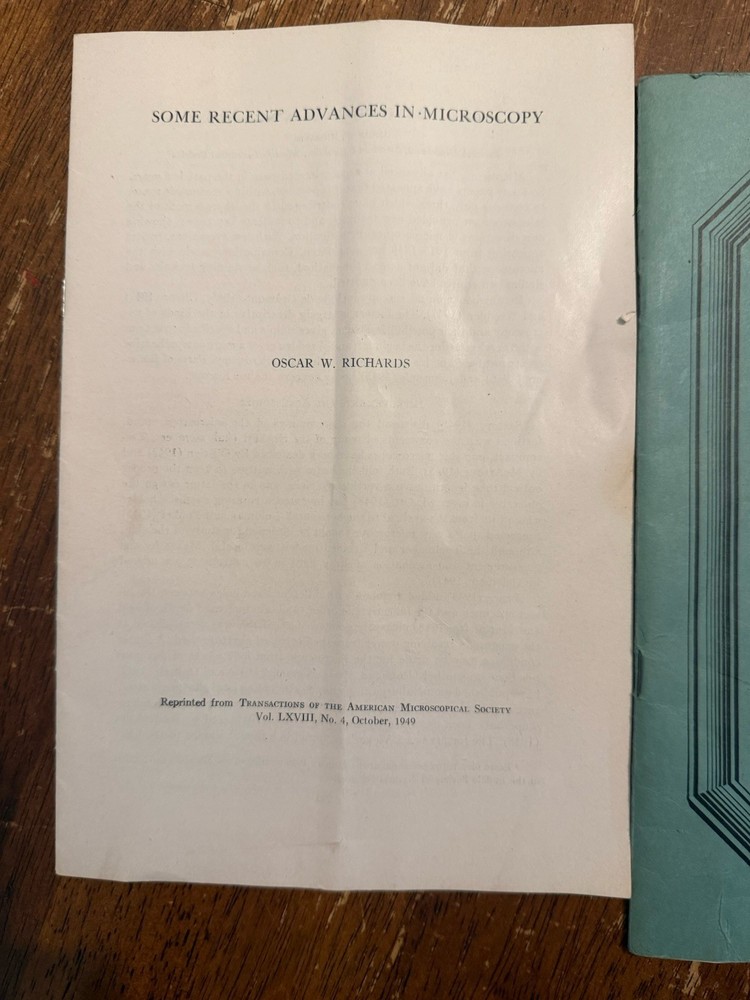 SOME RECENT ADVANCES IN MICROSCOPY
OSCAR W. RICHARDS
Reprinted from TRANSACTIONS OF THE AMERICAN MICROSCOPICAL SOCIETY
Vol. LXVIII, No. 4, October, 1949